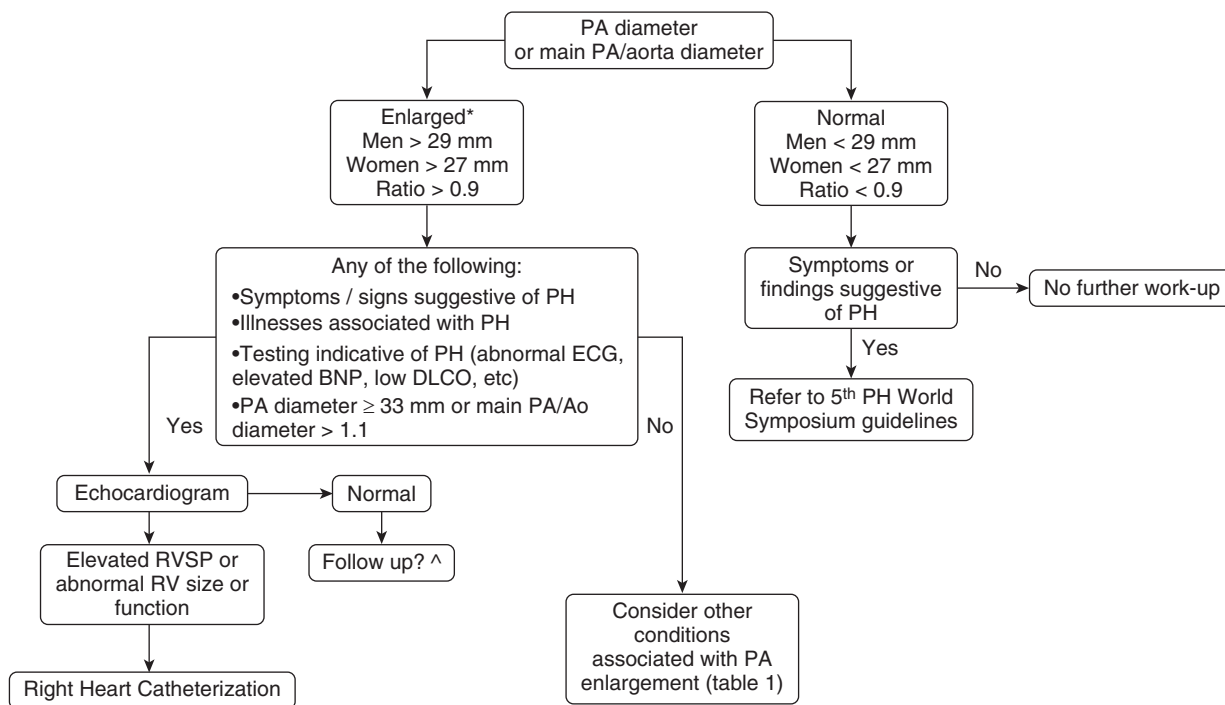 PA diameter
or main PA/aorta diameter
Enlarged*
Men > 29 mm
Women > 27 mm
Ratio > 0.9
Normal
Men < 29 mm
Women < 27 mm
Ratio < 0.9
Any of the following:
•Symptoms / signs suggestive of PH
•Illnesses associated with PH
•Testing indicative of PH (abnormal ECG,
elevated BNP, low DLCO, etc)
•PA diameter ≥ 33 mm or main PA/Ao
diameter > 1.1
Symptoms or
findings suggestive
of PH
No
No further work-up
Yes
Refer to 5th PH World
Symposium guidelines
Yes
No
Echocardiogram
Normal
Elevated RVSP or
abnormal RV size or
function
Follow up? ^
Right Heart Catheterization
Consider other
conditions
associated with PA
enlargement (table 1)